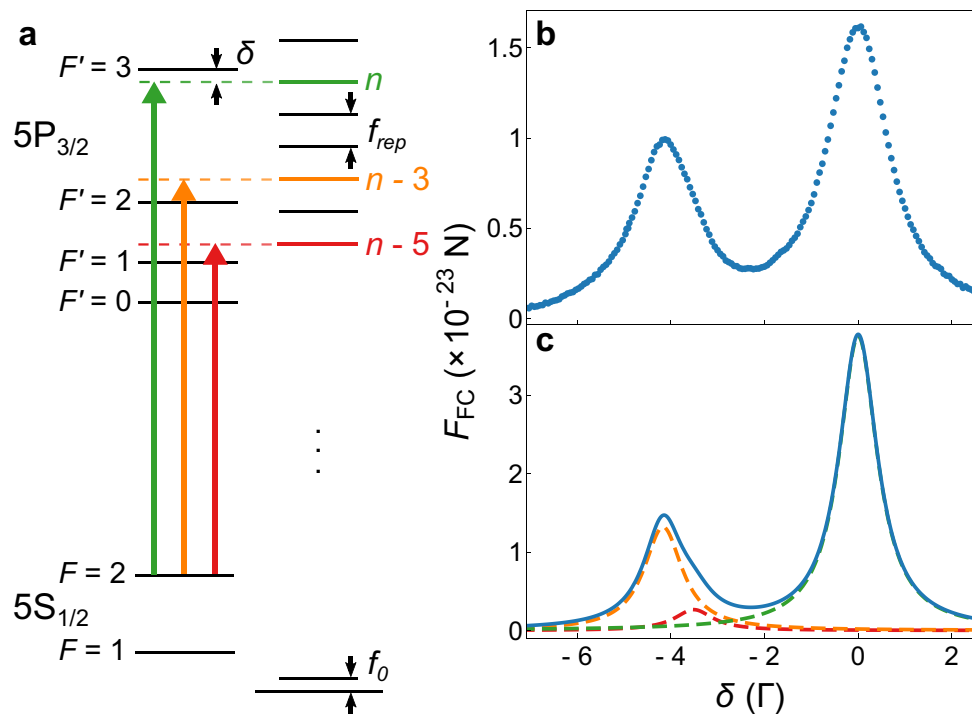 a
F′ = 3
δ
n
5P3/2
frep
n - 3
F′ = 2
n - 5
F′ = 1
F′ = 0
F = 2
5S1/2
F = 1
f0
b
1.5
1
0.5
0
c
3
2
1
0
FFC (×10-23 N)
- 6
- 4
- 2
0
2
δ (Γ)